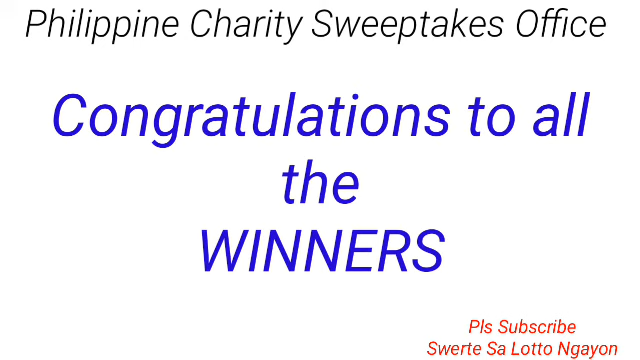 Philippine Charity Sweeptakes Office
Congratulations to all
the
WINNERS
Pls Subscribe
Swerte Sa Lotto Ngayon